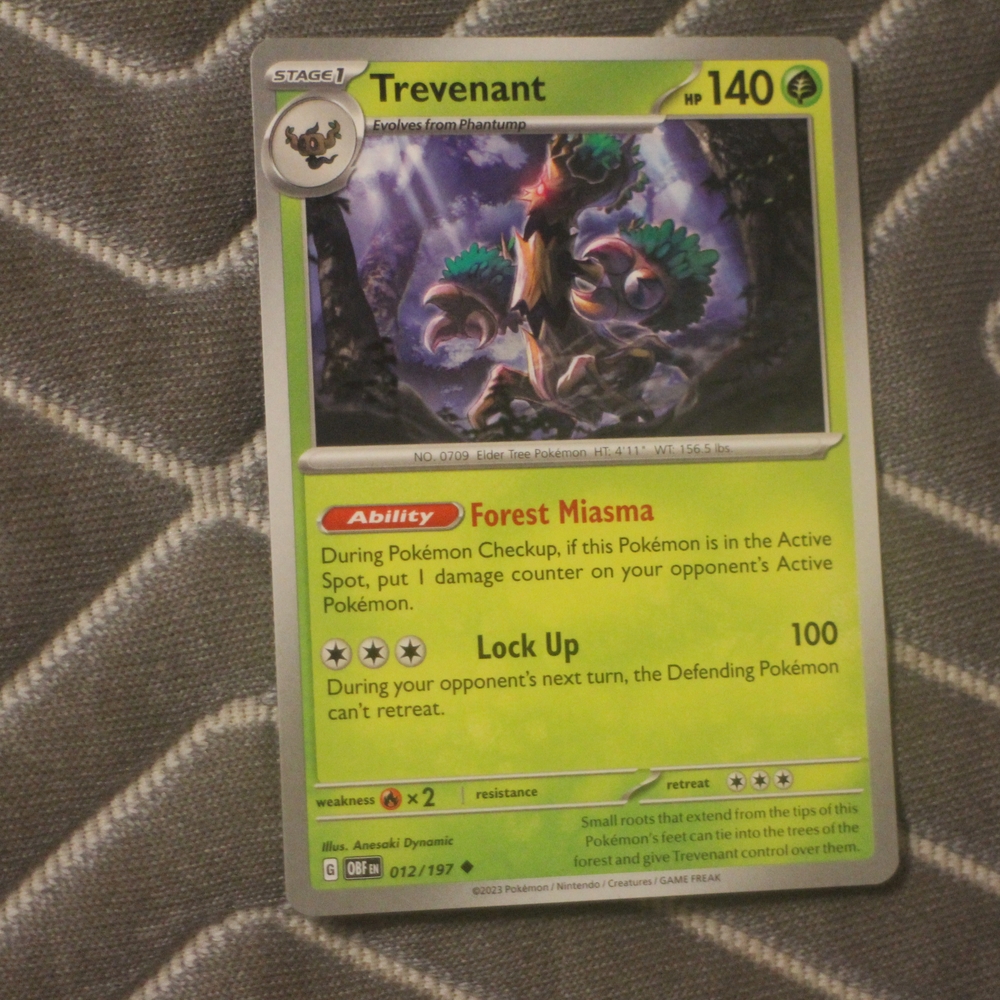 STAGE 1 Trevenant HP 140
Evolves from Phantump
NO. 0709 Elder Tree Pokémon HT: 4'11" WT: 156.5 lbs.
Ability Forest Miasma
During Pokémon Checkup, if this Pokémon is in the Active
Spot, put 1 damage counter on your opponent's Active
Pokémon.
Lock Up 100
During your opponent's next turn, the Defending Pokémon
can't retreat.
weakness ×2 resistance retreat
Small roots that extend from the tips of this
Pokémon's feet can tie into the trees of the
forest and give Trevenant control over them.
Illus. Anesaki Dynamic
G OBF EN 012/197
©2023 Pokémon / Nintendo / Creatures / GAME FREAK